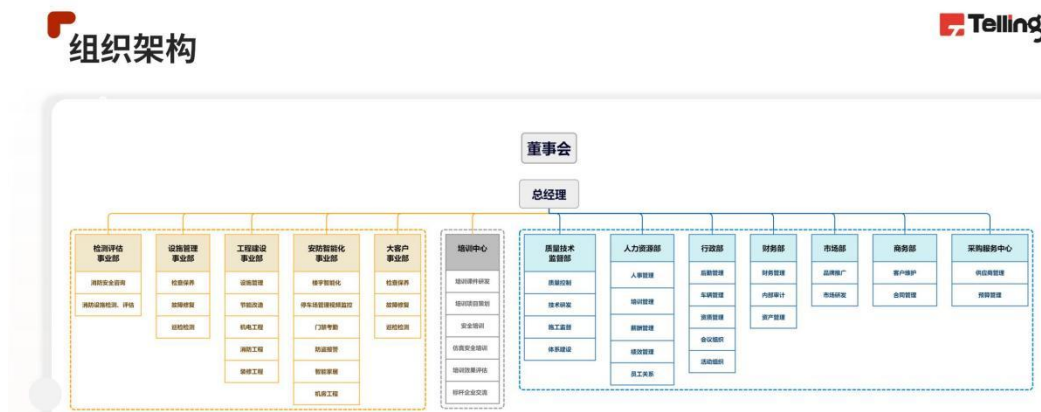 组织架构
Telling
董事会
总经理
检测评估
事业部
消防安全咨询
消防设施检测、评估
设施管理
事业部
检查保养
故障修复
巡检检测
工程建设
事业部
设施管理
节能改造
机电工程
消防工程
装修工程
安防智能化
事业部
楼宇智能化
停车场管理视频监控
门禁考勤
防盗报警
智能家居
机房工程
大客户
事业部
检查保养
故障修复
巡检检测
培训中心
培训课件研发
培训项目策划
安全培训
仿真安全培训
培训效果评估
标杆企业交流
质量技术
监督部
质量控制
技术研发
施工监督
体系建设
人力资源部
人事管理
培训管理
薪酬管理
绩效管理
员工关系
行政部
后勤管理
车辆管理
资质管理
会议组织
活动组织
财务部
财务管理
内部审计
资产管理
市场部
品牌推广
市场研发
商务部
客户维护
合同管理
采购服务中心
供应商管理
预算管理